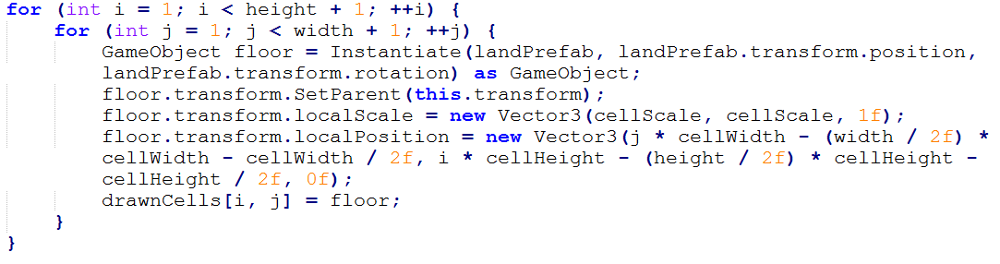 for (int i = 1; i < height + 1; ++i) {
    for (int j = 1; j < width + 1; ++j) {
        GameObject floor = Instantiate(landPrefab, landPrefab.transform.position,
        landPrefab.transform.rotation) as GameObject;
        floor.transform.SetParent(this.transform);
        floor.transform.localScale = new Vector3(cellScale, cellScale, 1f);
        floor.transform.localPosition = new Vector3(j * cellWidth - (width / 2f) *
        cellWidth - cellWidth / 2f, i * cellHeight - (height / 2f) * cellHeight -
        cellHeight / 2f, 0f);
        drawnCells[i, j] = floor;
    }
}